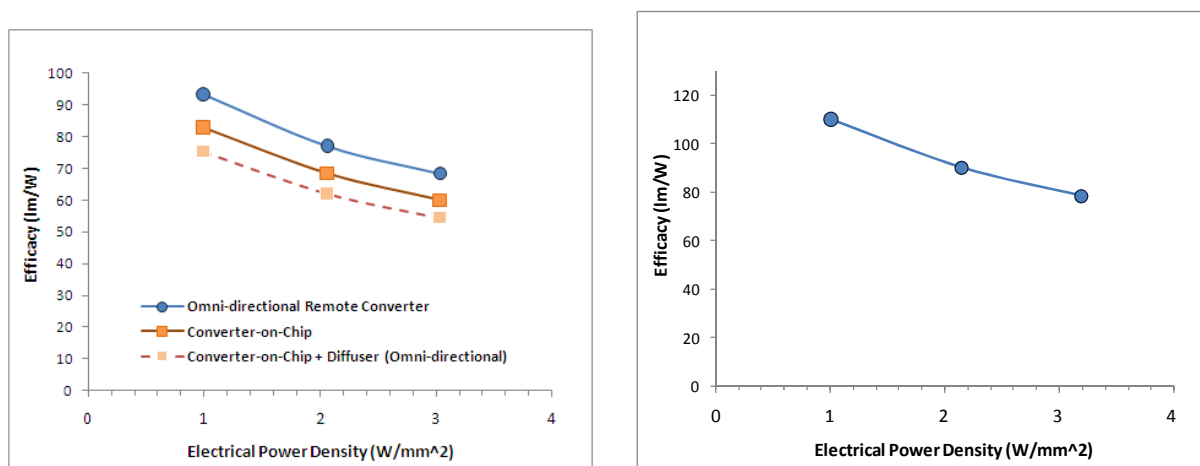 100
90
80
70
60
50
40
30
20
10
0
Efficacy (lm/W)
Omni-directional Remote Converter
Converter-on-Chip
Converter-on-Chip + Diffuser (Omni-directional)
0 1 2 3 4
Electrical Power Density (W/mm^2)
120
100
80
60
40
20
0
Efficacy (lm/W)
0 1 2 3 4
Electrical Power Density (W/mm^2)